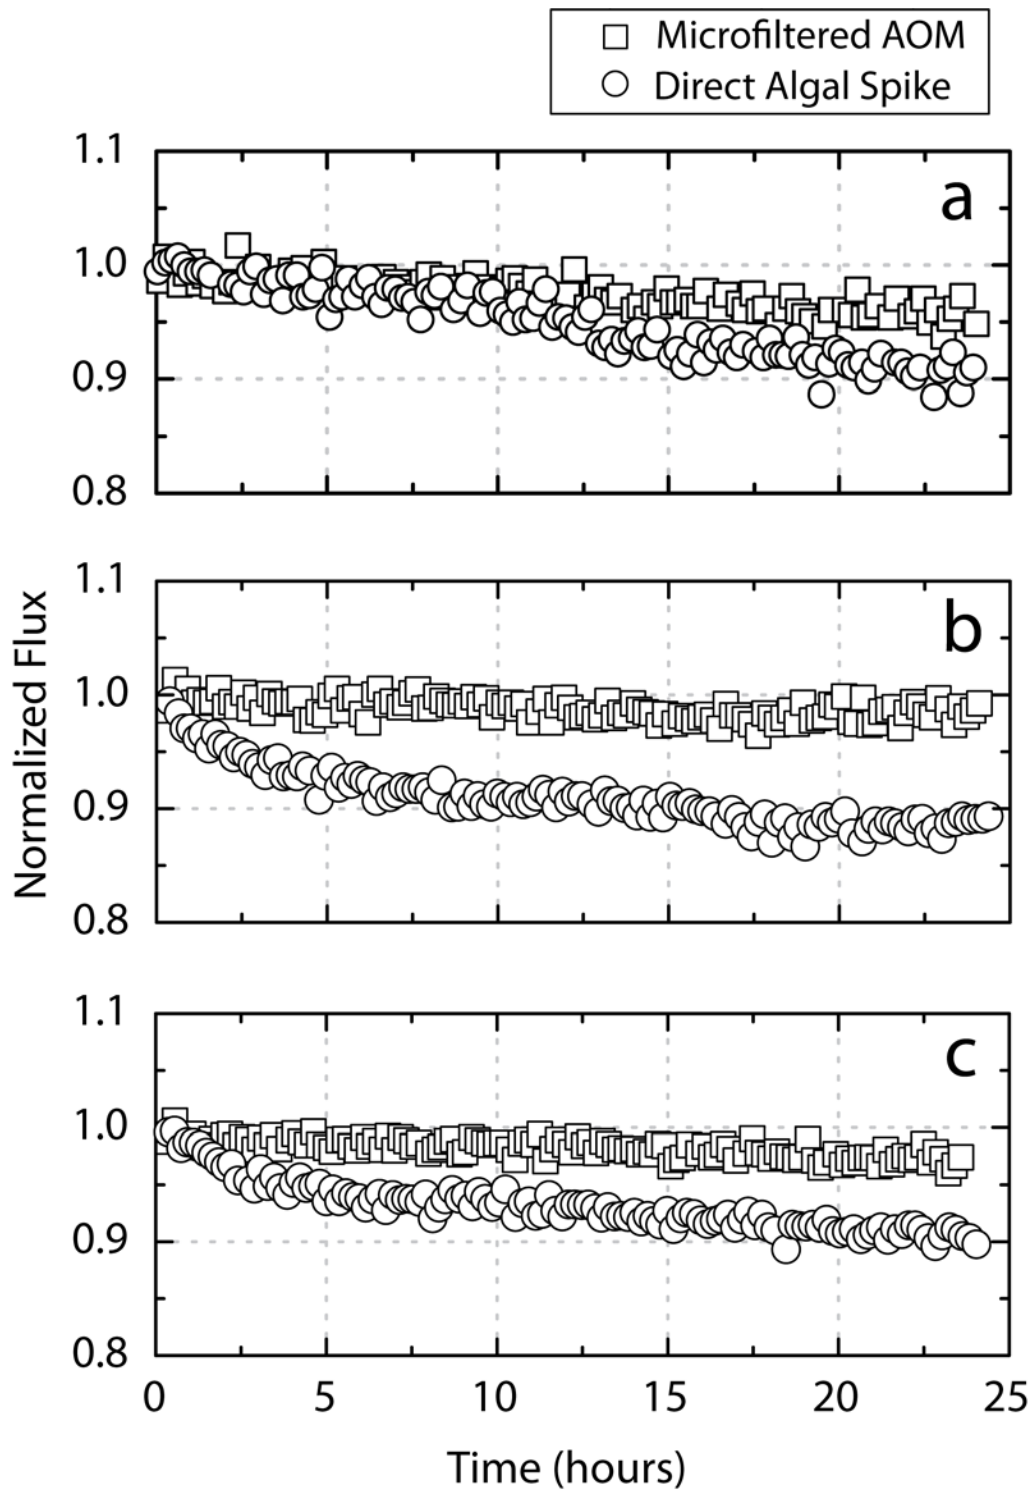 Microfiltered AOM
Direct Algal Spike
a
1.1
1.0
0.9
0.8
b
1.1
1.0
0.9
0.8
Normalized Flux
c
1.1
1.0
0.9
0.8
0 5 10 15 20 25
Time (hours)